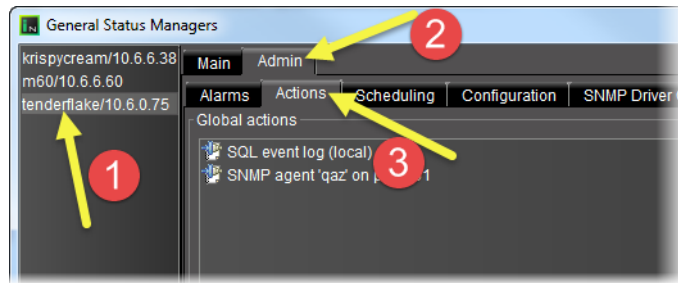 General Status Managers
krispycream/10.6.6.38
m60/10.6.6.60
tenderflake/10.6.0.75
Main Admin
Alarms Actions Scheduling Configuration SNMP Driver
Global actions
SQL event log (local)
SNMP agent 'qaz' on
1
2
3